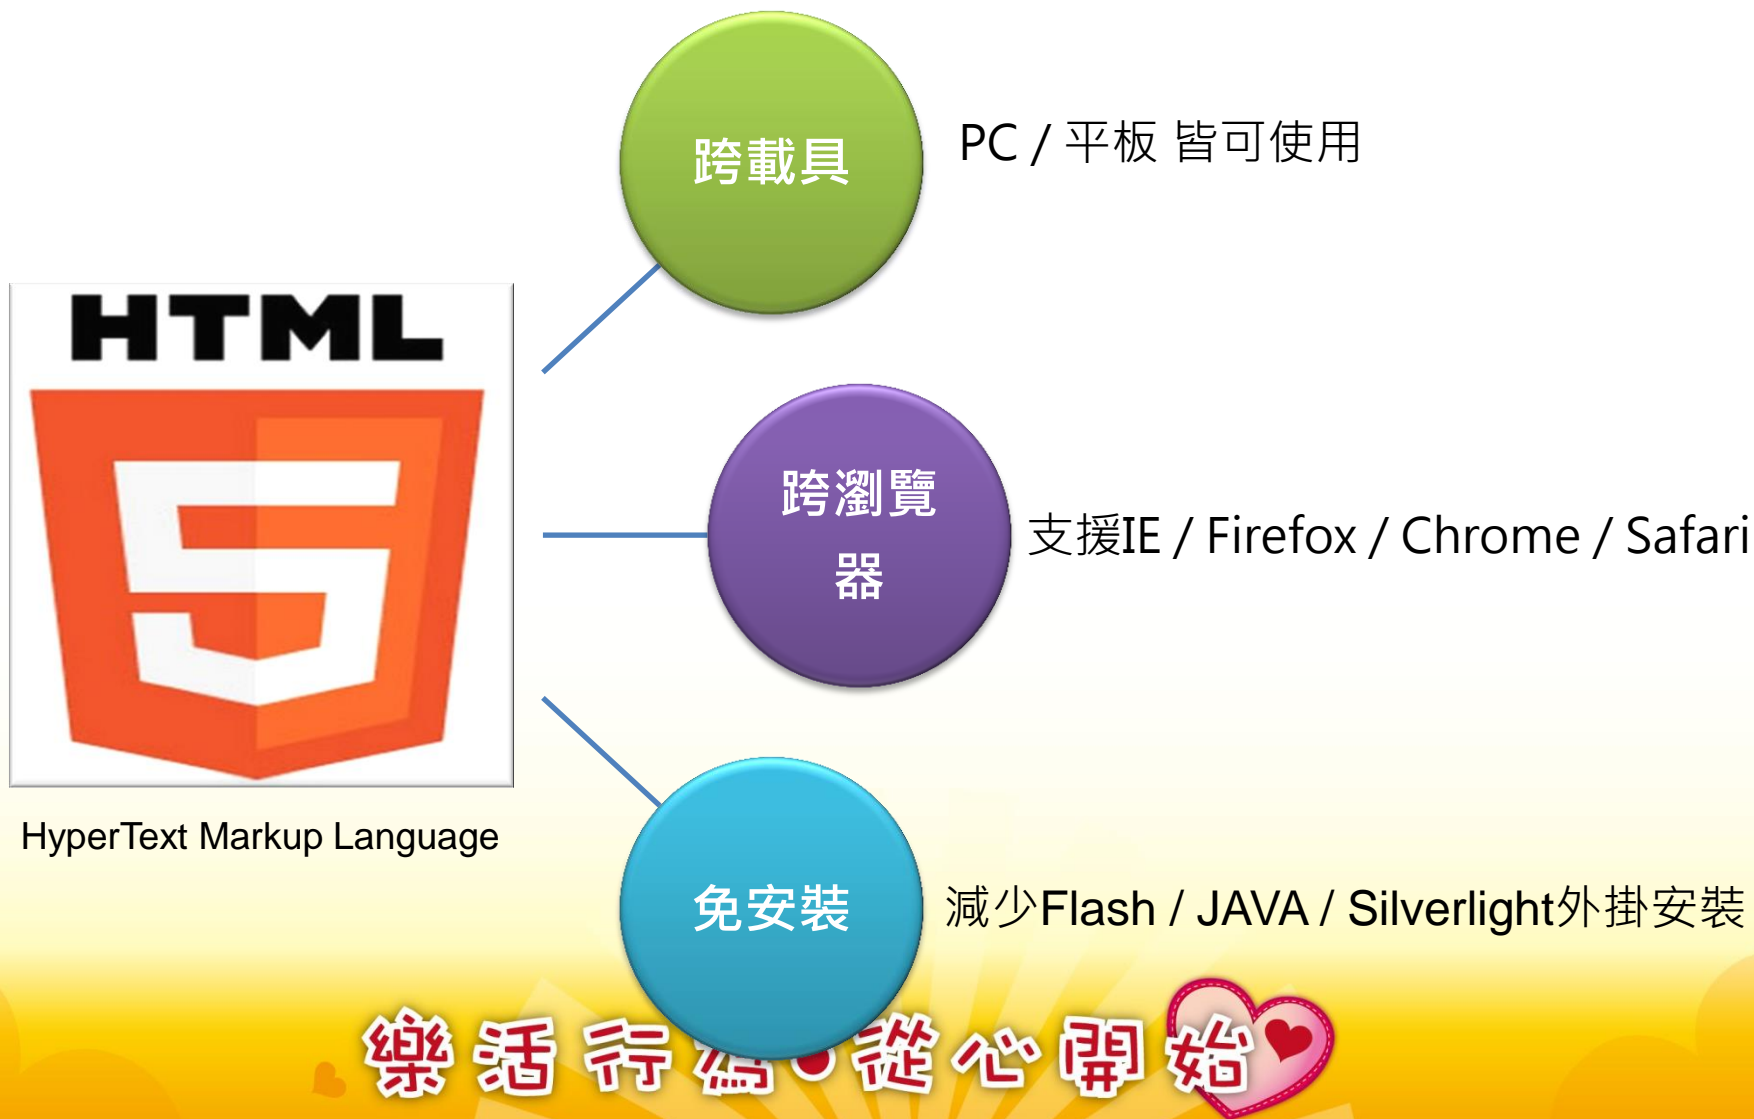 跨載具
PC / 平板 皆可使用
HTML
5
跨瀏覽
器
支援IE / Firefox / Chrome / Safari
HyperText Markup Language
免安裝
減少Flash / JAVA / Silverlight外掛安裝
樂活行為•從心開始